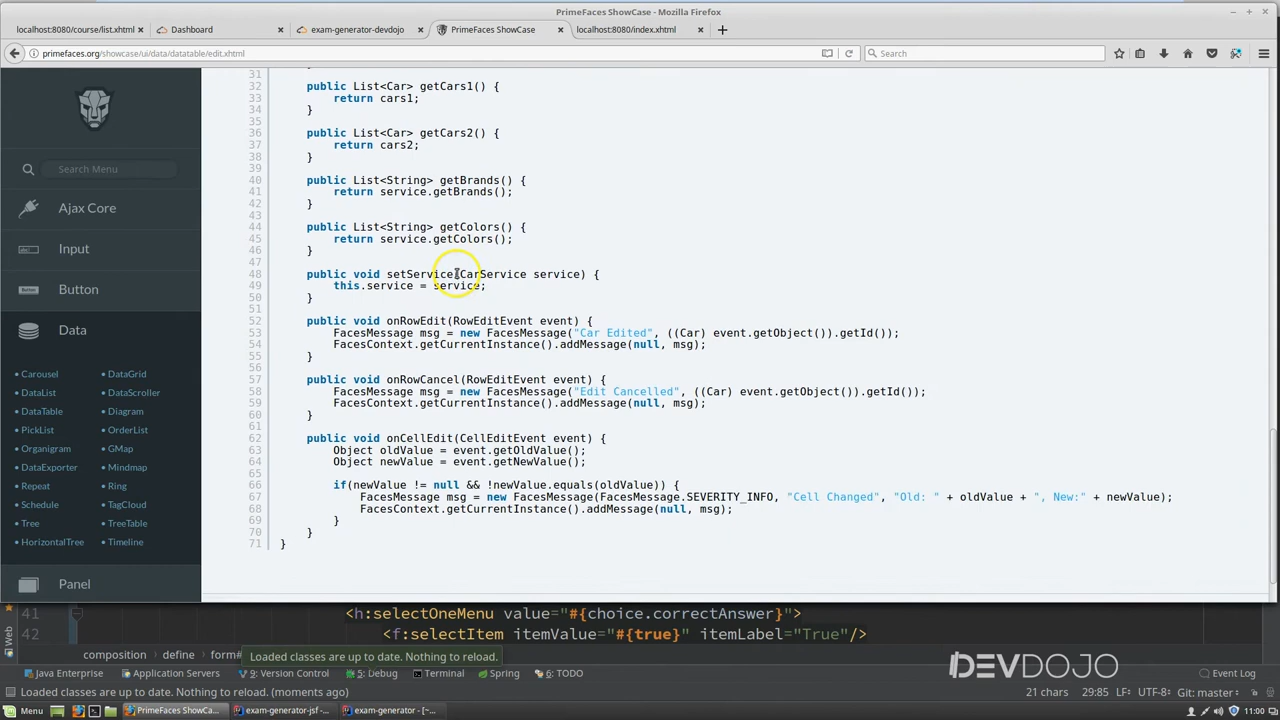 PrimeFaces ShowCase - Mozilla Firefox
localhost:8080/course/list.xhtml
Dashboard
exam-generator-devdojo
PrimeFaces ShowCase
localhost:8080/index.xhtml
primefaces.org/showcase/ui/data/datatable/edit.xhtml
Search
Search Menu
Ajax Core
Input
Button
Data
Carousel
DataGrid
DataList
DataScroller
DataTable
Diagram
PickList
OrderList
Organigram
GMap
DataExporter
Mindmap
Repeat
Ring
Schedule
TagCloud
Tree
TreeTable
HorizontalTree
Timeline
Panel
31
32 public List<Car> getCars1() {
33 return cars1;
34 }
35
36 public List<Car> getCars2() {
37 return cars2;
38 }
39
40 public List<String> getBrands() {
41 return service.getBrands();
42 }
43
44 public List<String> getColors() {
45 return service.getColors();
46 }
47
48 public void setService(CarService service) {
49 this.service = service;
50 }
51
52 public void onRowEdit(RowEditEvent event) {
53 FacesMessage msg = new FacesMessage("Car Edited", ((Car) event.getObject()).getId());
54 FacesContext.getCurrentInstance().addMessage(null, msg);
55 }
56
57 public void onRowCancel(RowEditEvent event) {
58 FacesMessage msg = new FacesMessage("Edit Cancelled", ((Car) event.getObject()).getId());
59 FacesContext.getCurrentInstance().addMessage(null, msg);
60 }
61
62 public void onCellEdit(CellEditEvent event) {
63 Object oldValue = event.getOldValue();
64 Object newValue = event.getNewValue();
65
66 if(newValue != null && !newValue.equals(oldValue)) {
67 FacesMessage msg = new FacesMessage(FacesMessage.SEVERITY_INFO, "Cell Changed", "Old: " + oldValue + ", New:" + newValue);
68 FacesContext.getCurrentInstance().addMessage(null, msg);
69 }
70 }
71 }
41 <h:selectOneMenu value="#{choice.correctAnswer}">
42 <f:selectItem itemValue="#{true}" itemLabel="True"/>
Web
composition define form#
Loaded classes are up to date. Nothing to reload.
DEVDOJO
Java Enterprise Application Servers 9: Version Control 5: Debug Terminal Spring 6: TODO Event Log
Loaded classes are up to date. Nothing to reload. (moments ago) 21 chars 29:85 LF÷ UTF-8÷ Git: master÷
Menu PrimeFaces ShowCa... exam-generator-jsf -... exam-generator - [~... 11:00